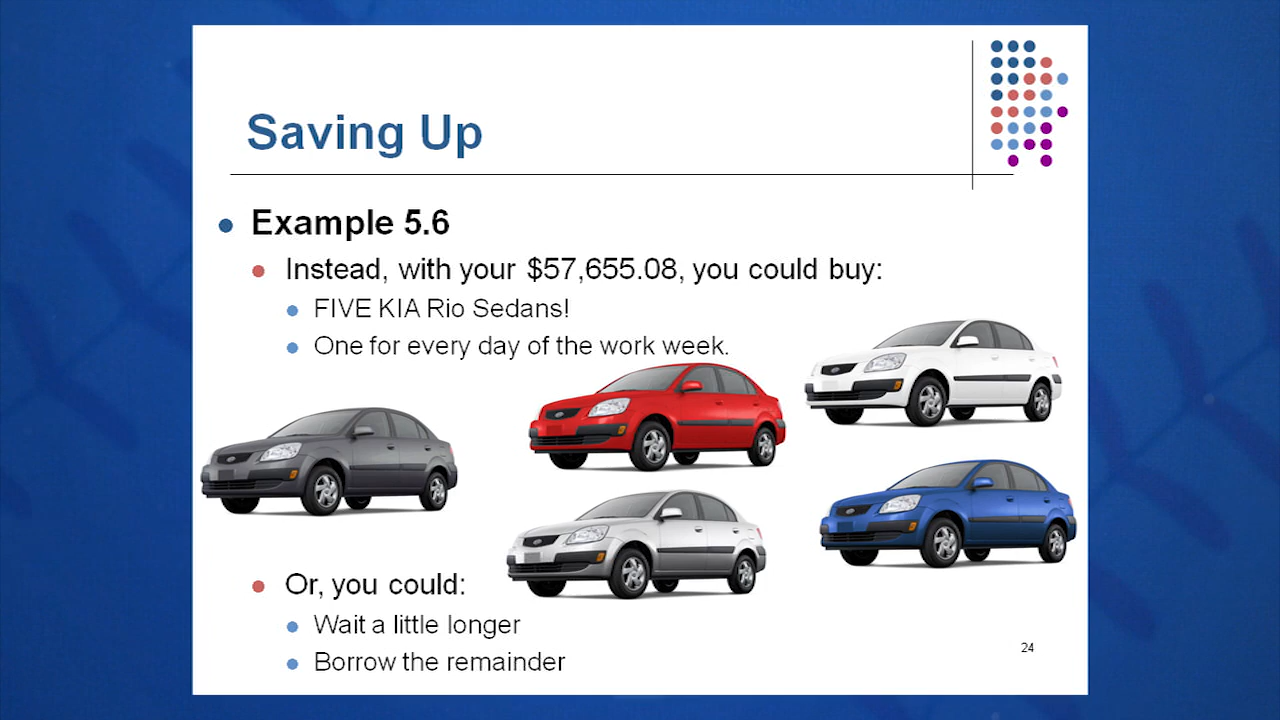 Saving Up
Example 5.6
Instead, with your $57,655.08, you could buy:
FIVE KIA Rio Sedans!
One for every day of the work week.
Or, you could:
Wait a little longer
Borrow the remainder
24